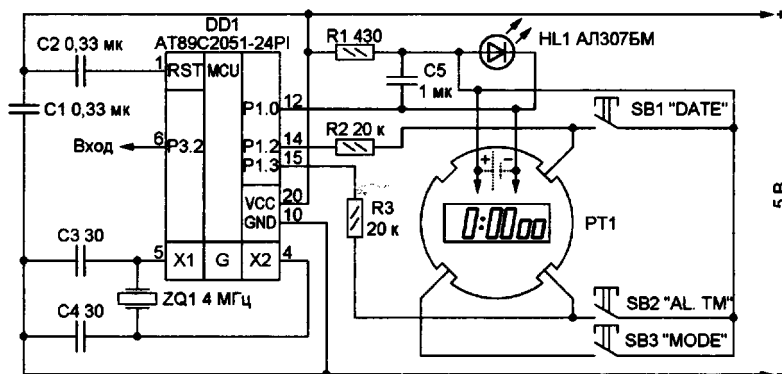 DD1
AT89C2051-24PI
C2 0,33 мк
C1 0,33 мк
1
RST
MCU
R1 430
HL1 АЛ307БМ
C5
1 мк
P1.0
12
6
P3.2
Вход
P1.2
14
R2 20 к
SB1 "DATE"
P1.3
15
VCC
20
GND
10
R3
20 к
+
−
0:00 00
PT1
+
5 В
−
C3 30
5
X1
G
X2
4
ZQ1 4 МГц
C4 30
SB2 "AL. TM"
SB3 "MODE"